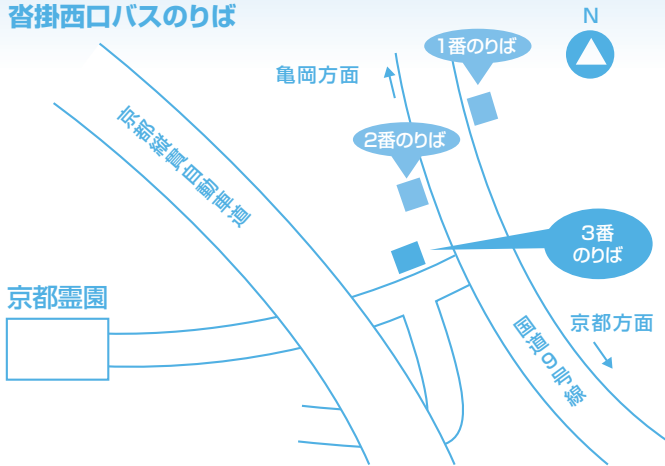 沓掛西口バスのりば
N
1番のりば
亀岡方面
2番のりば
京都縦貫自動車道
3番
のりば
京都霊園
京都方面
国道9号線